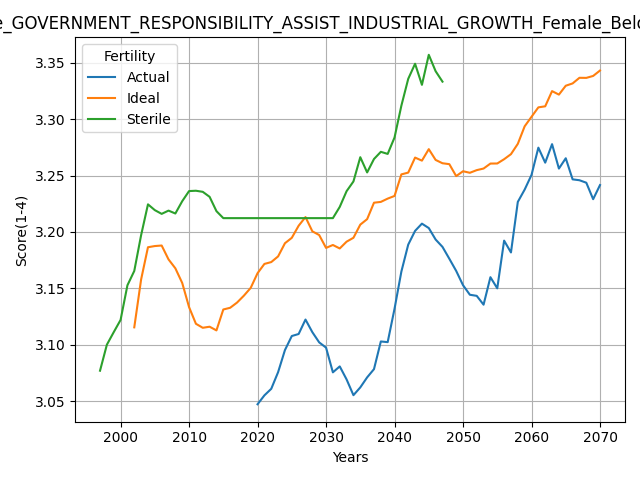 e_GOVERNMENT_RESPONSIBILITY_ASSIST_INDUSTRIAL_GROWTH_Female_Belo
Fertility
Actual
Ideal
Sterile
3.35
3.30
3.25
3.20
3.15
3.10
3.05
Score(1-4)
2000 2010 2020 2030 2040 2050 2060 2070
Years